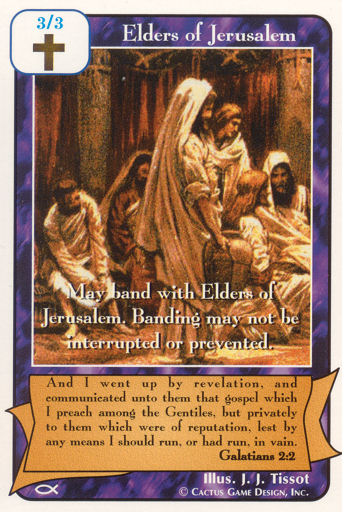 3/3
Elders of Jerusalem
May band with Elders of
Jerusalem. Banding may not be
interrupted or prevented.
And I went up by revelation, and
communicated unto them that gospel which
I preach among the Gentiles, but privately
to them which were of reputation, lest by
any means I should run, or had run, in vain.
Galatians 2:2
Illus. J. J. Tissot
© Cactus Game Design, Inc.